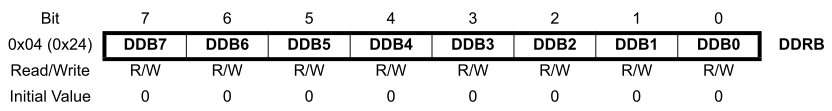 Bit 7 6 5 4 3 2 1 0
0x04 (0x24) DDB7 DDB6 DDB5 DDB4 DDB3 DDB2 DDB1 DDB0 DDRB
Read/Write R/W R/W R/W R/W R/W R/W R/W R/W
Initial Value 0 0 0 0 0 0 0 0